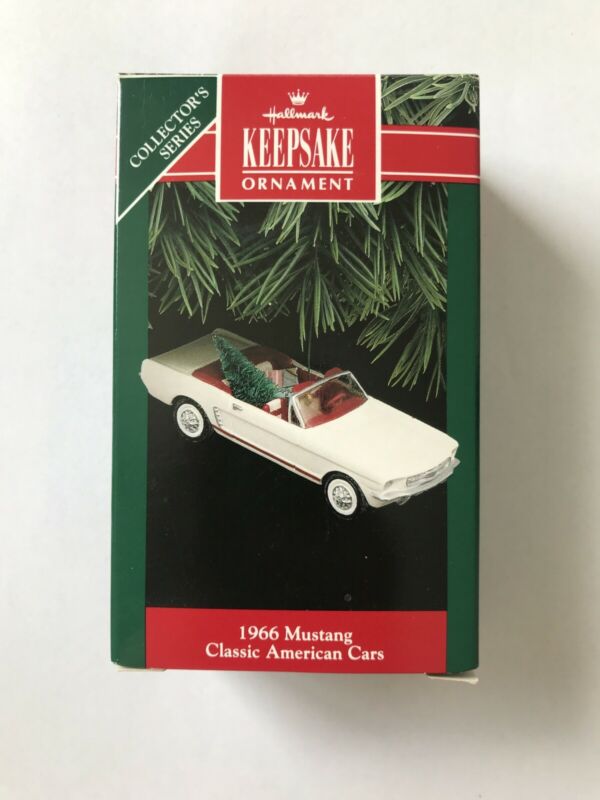 COLLECTOR'S
SERIES
Hallmark
KEEPSAKE
ORNAMENT
1966 Mustang
Classic American Cars